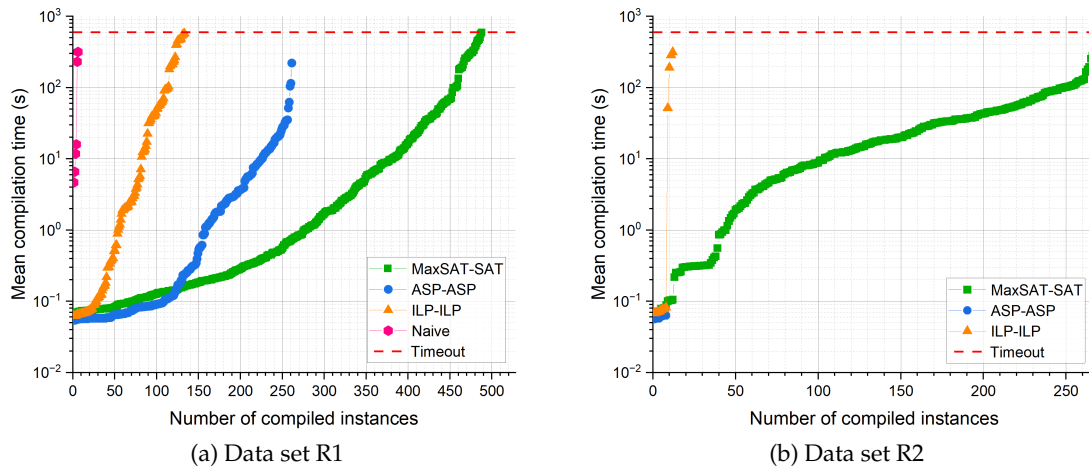 10³
10²
10¹
10⁰
10⁻¹
10⁻²
Mean compilation time (s)
MaxSAT-SAT
ASP-ASP
ILP-ILP
Naive
Timeout
0 50 100 150 200 250 300 350 400 450 500
Number of compiled instances
(a) Data set R1
10³
10²
10¹
10⁰
10⁻¹
10⁻²
Mean compilation time (s)
MaxSAT-SAT
ASP-ASP
ILP-ILP
Timeout
0 50 100 150 200 250
Number of compiled instances
(b) Data set R2